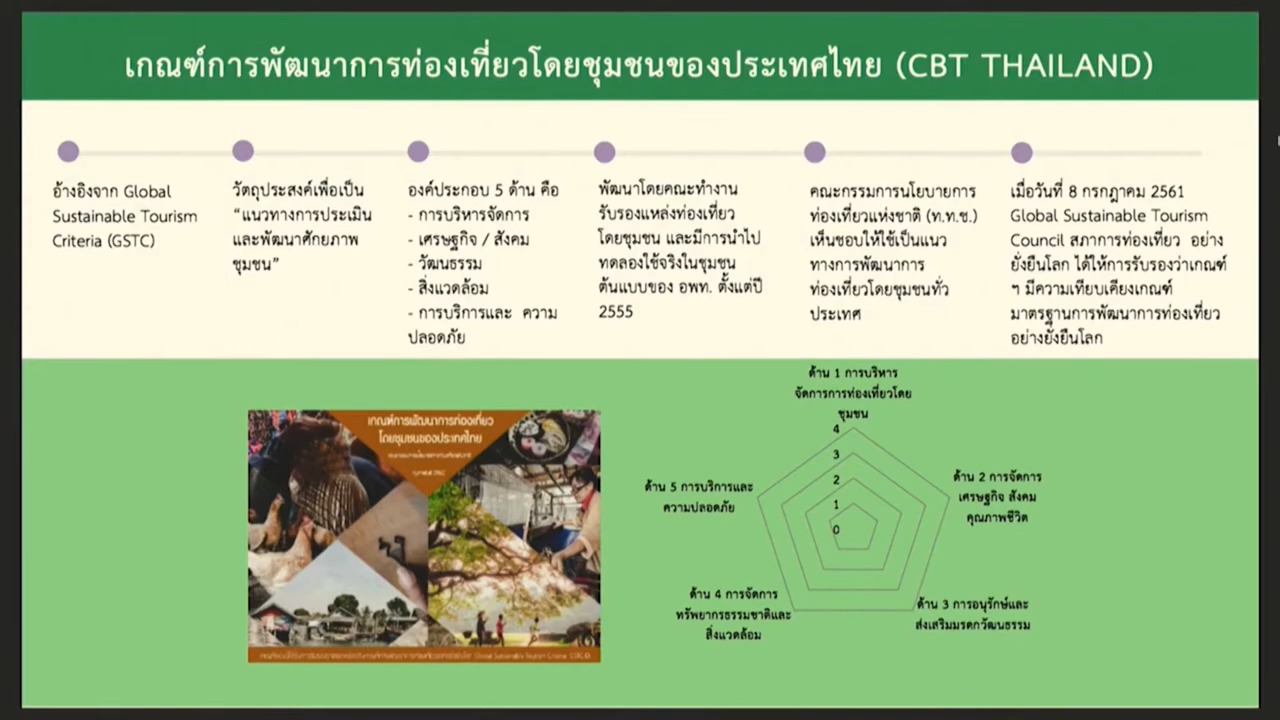 เกณฑ์การพัฒนาการท่องเที่ยวโดยชุมชนของประเทศไทย (CBT THAILAND)
อ้างอิงจาก Global
Sustainable Tourism
Criteria (GSTC)
วัตถุประสงค์เพื่อเป็น
“แนวทางการประเมิน
และพัฒนาศักยภาพ
ชุมชน”
องค์ประกอบ 5 ด้าน คือ
- การบริหารจัดการ
- เศรษฐกิจ / สังคม
- วัฒนธรรม
- สิ่งแวดล้อม
- การบริการและ ความ
ปลอดภัย
พัฒนาโดยคณะทำงาน
รับรองแหล่งท่องเที่ยว
โดยชุมชน และมีการนำไป
ทดลองใช้จริงในชุมชน
ต้นแบบของ อพท. ตั้งแต่ปี
2555
คณะกรรมการนโยบายการ
ท่องเที่ยวแห่งชาติ (ท.ท.ช.)
เห็นชอบให้ใช้เป็นแนว
ทางการพัฒนาการ
ท่องเที่ยวโดยชุมชนทั่ว
ประเทศ
เมื่อวันที่ 8 กรกฎาคม 2561
Global Sustainable Tourism
Council สภาการท่องเที่ยว อย่าง
ยั่งยืนโลก ได้ให้การรับรองว่าเกณฑ์
ฯ มีความเทียบเคียงเกณฑ์
มาตรฐานการพัฒนาการท่องเที่ยว
อย่างยั่งยืนโลก
เกณฑ์การพัฒนาการท่องเที่ยว
โดยชุมชนของประเทศไทย
ด้าน 1 การบริหาร
จัดการการท่องเที่ยวโดย
ชุมชน
4
3
2
1
0
ด้าน 2 การจัดการ
เศรษฐกิจ สังคม
คุณภาพชีวิต
ด้าน 3 การอนุรักษ์และ
ส่งเสริมมรดกวัฒนธรรม
ด้าน 4 การจัดการ
ทรัพยากรธรรมชาติและ
สิ่งแวดล้อม
ด้าน 5 การบริการและ
ความปลอดภัย